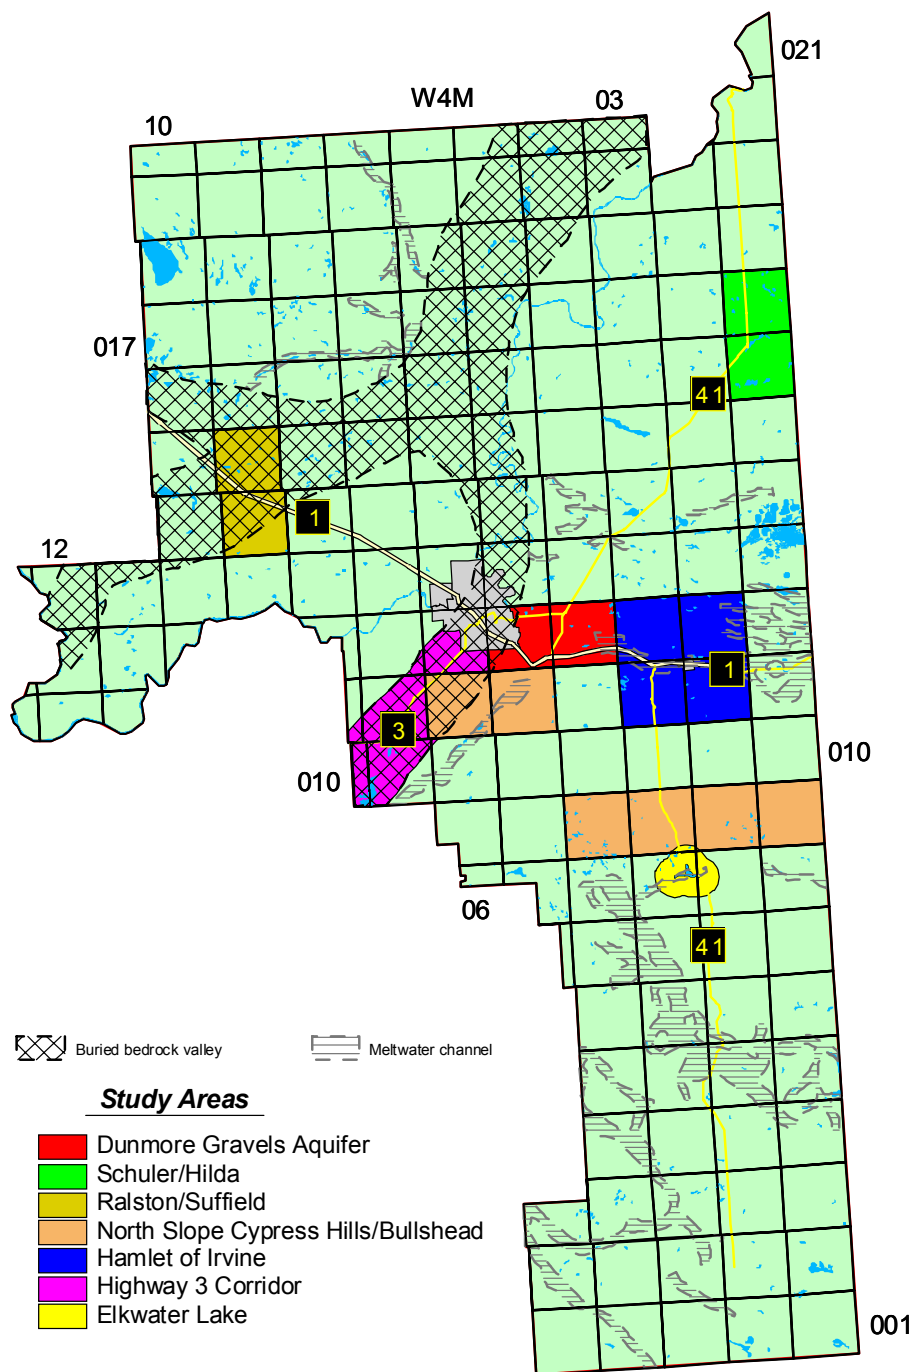 021
W4M
03
10
017
41
1
12
1
3
010
010
06
41
Buried bedrock valley
Meltwater channel
Study Areas
Dunmore Gravels Aquifer
Schuler/Hilda
Ralston/Suffield
North Slope Cypress Hills/Bullshead
Hamlet of Irvine
Highway 3 Corridor
Elkwater Lake
001